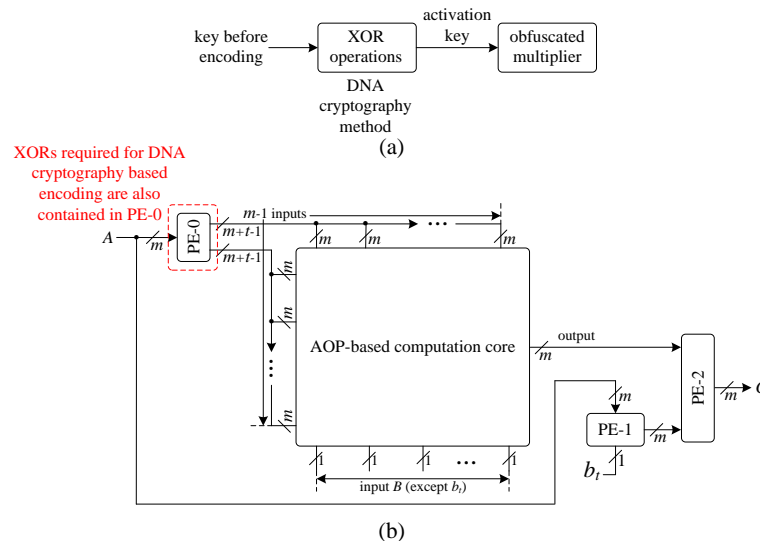 key before
encoding
XOR
operations
activation
key
obfuscated
multiplier
DNA
cryptography
method
(a)
XORs required for DNA
cryptography based
encoding are also
contained in PE-0
A
m
PE-0
m+t-1
m+t-1
m-1 inputs
m
m
m
m
m
m
AOP-based computation core
output
m
m
PE-1
m
PE-2
m
C
1
1
1
1
1
b_t
input B (except b_t)
(b)